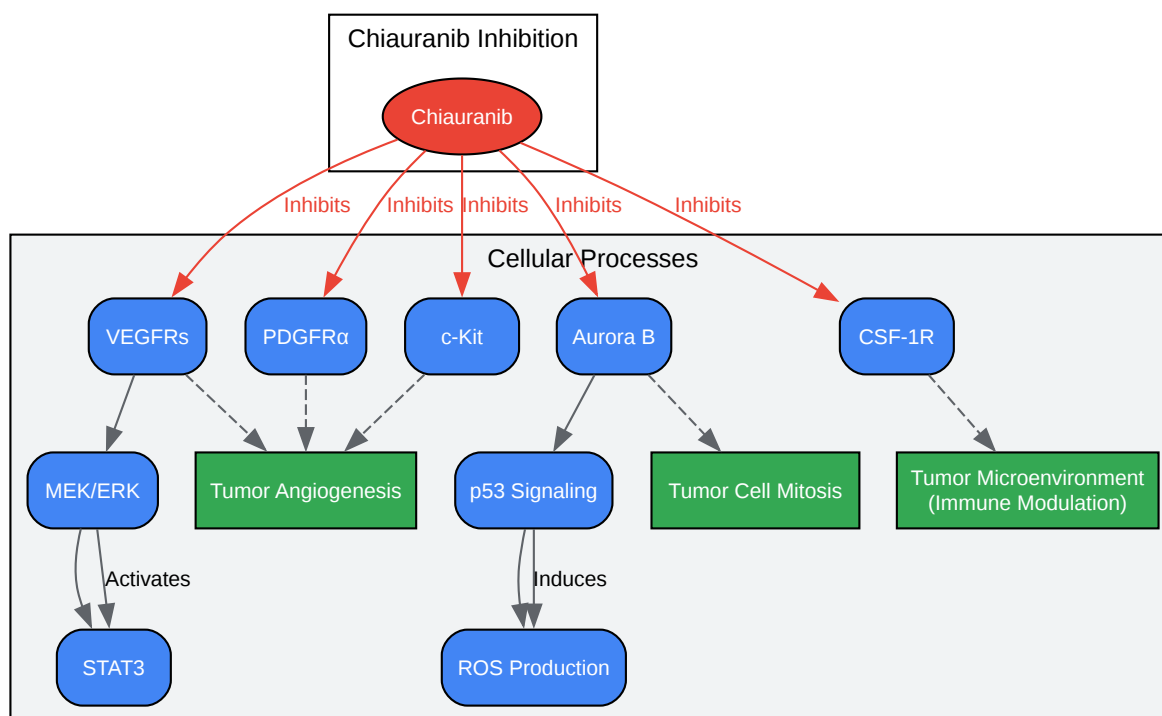 Chiauranib Inhibition
Chiauranib
Inhibits
Inhibits
Inhibits
Inhibits
Inhibits
Cellular Processes
VEGFRs
PDGFRα
c-Kit
Aurora B
CSF-1R
MEK/ERK
Tumor Angiogenesis
p53 Signaling
Tumor Cell Mitosis
Tumor Microenvironment
(Immune Modulation)
Activates
Induces
STAT3
ROS Production